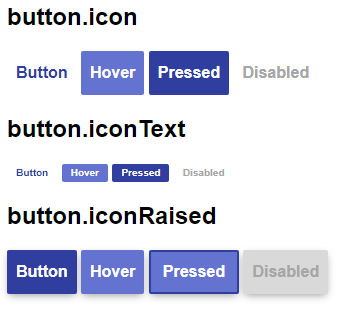 button.icon
Button Hover Pressed Disabled
button.iconText
Button Hover Pressed Disabled
button.iconRaised
Button Hover Pressed Disabled